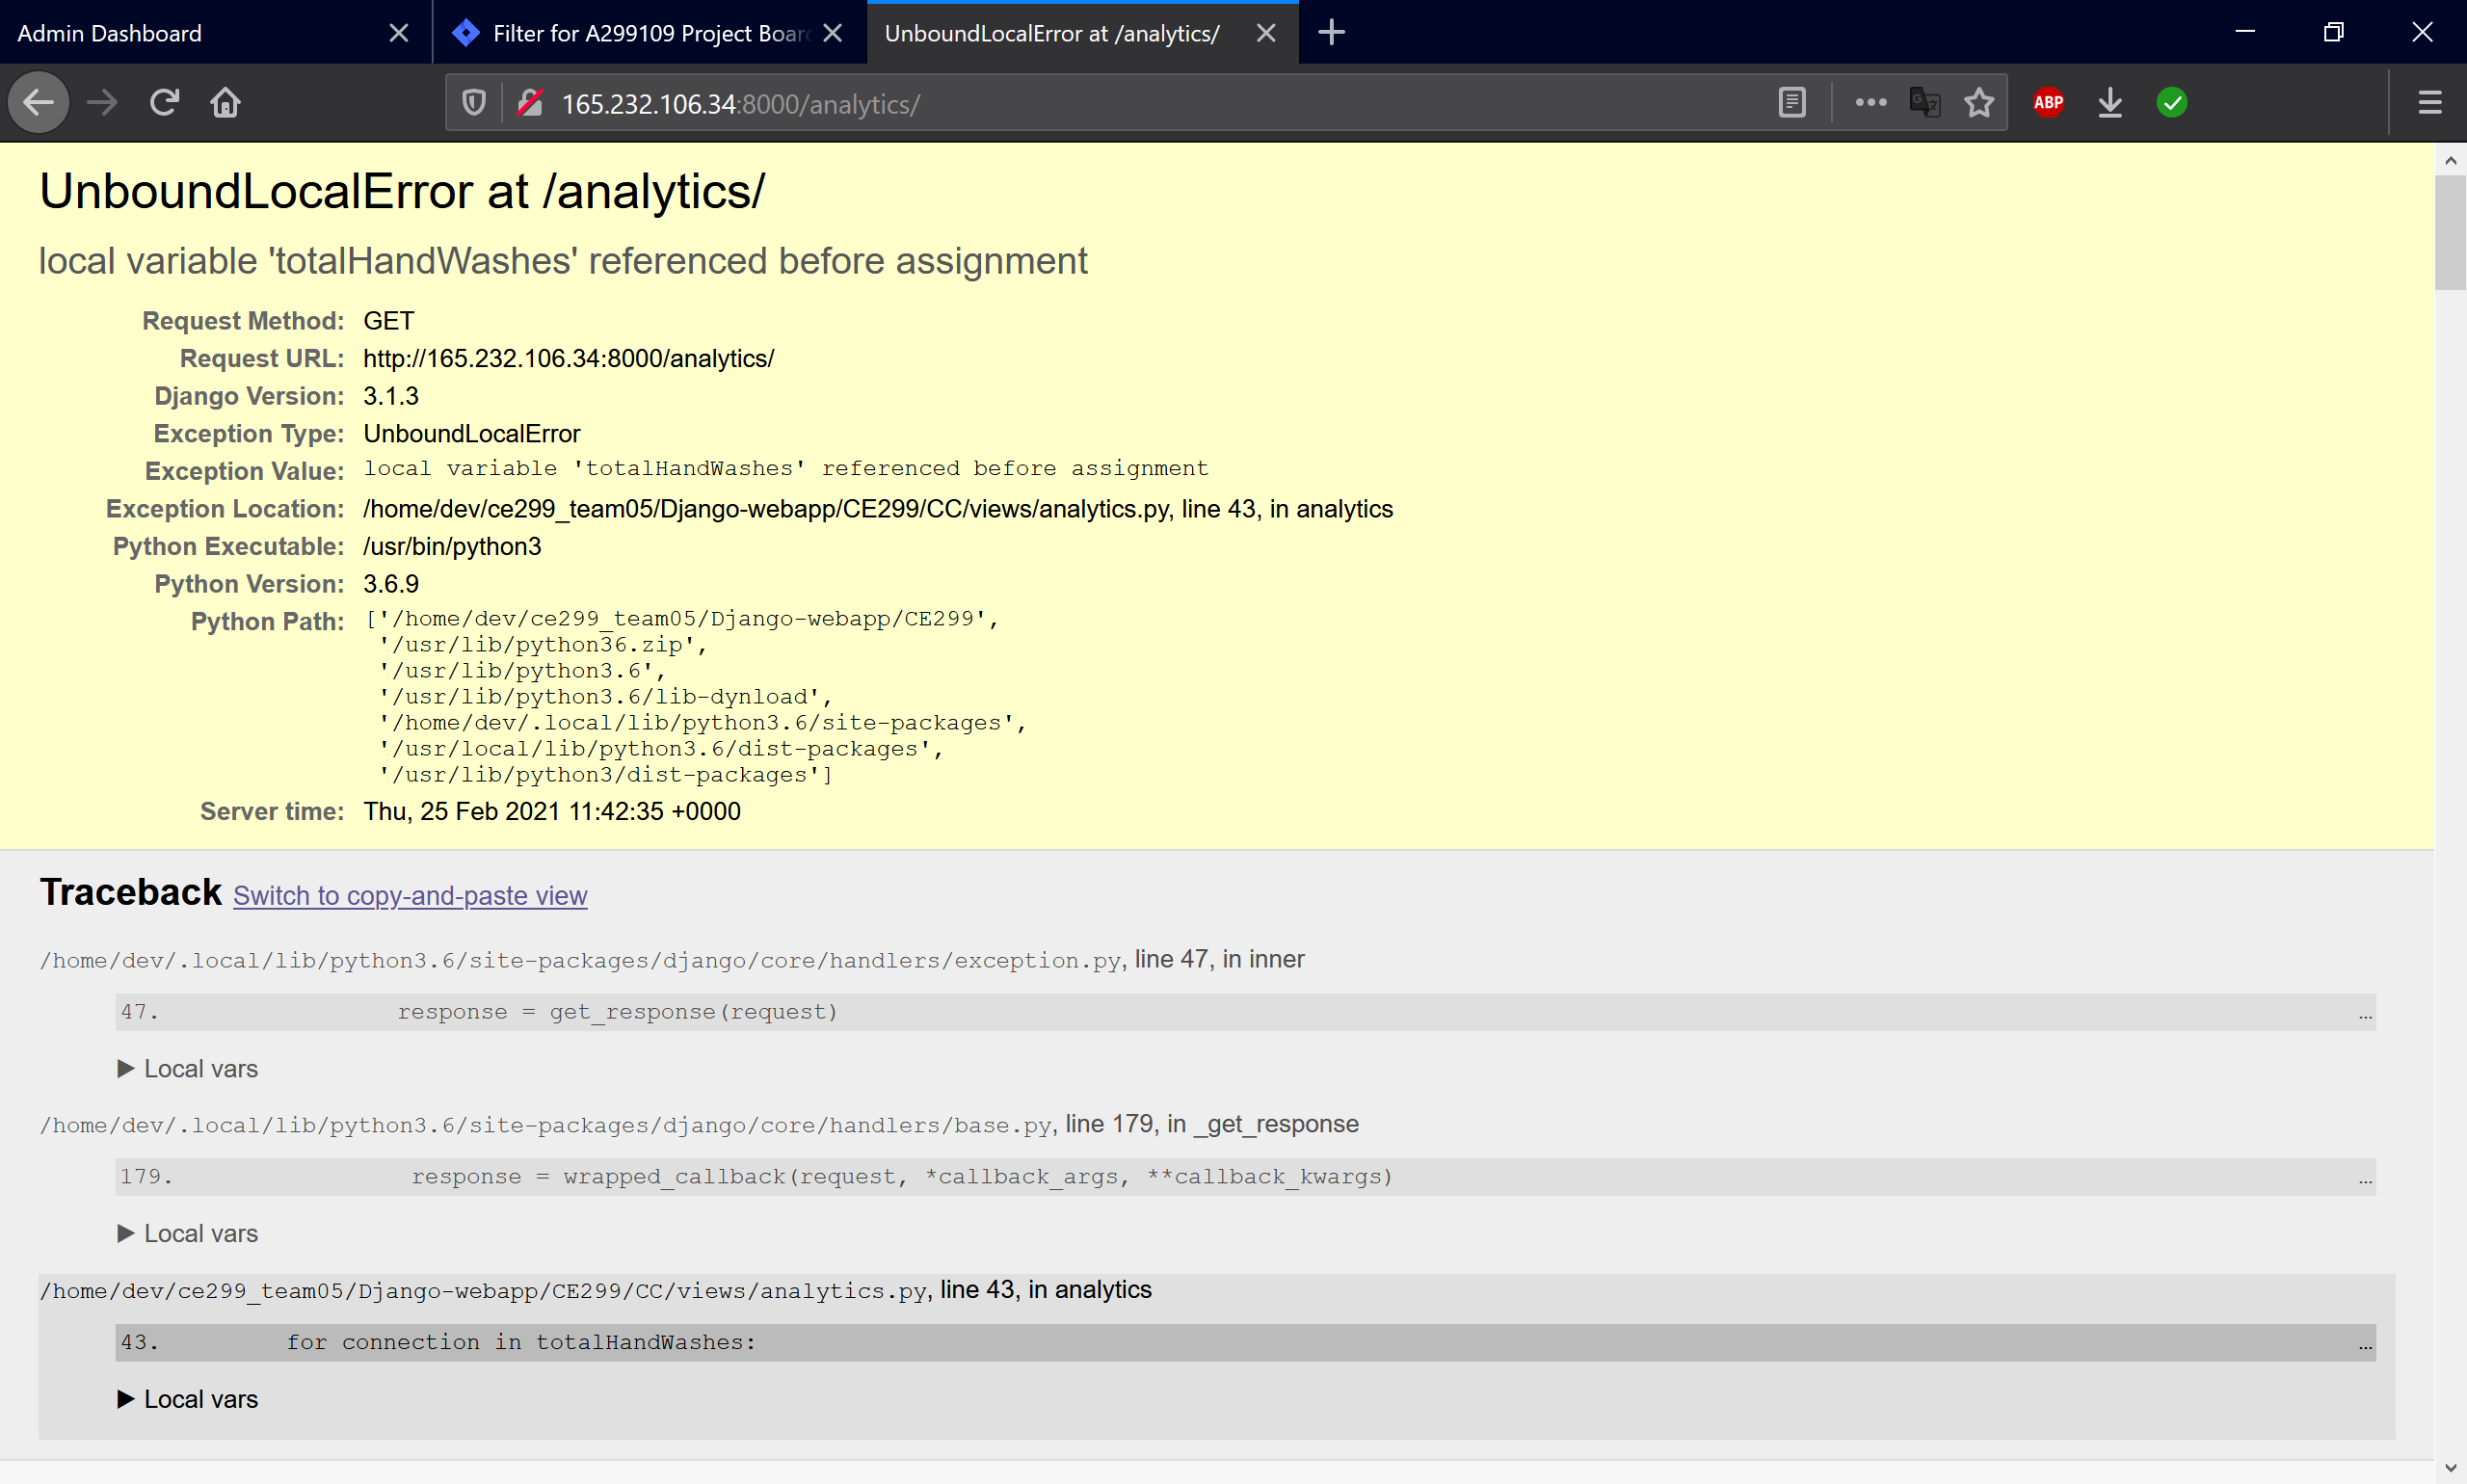 Admin Dashboard
Filter for A299109 Project Boar
UnboundLocalError at /analytics/
165.232.106.34:8000/analytics/
ABP
UnboundLocalError at /analytics/
local variable 'totalHandWashes' referenced before assignment
Request Method: GET
Request URL: http://165.232.106.34:8000/analytics/
Django Version: 3.1.3
Exception Type: UnboundLocalError
Exception Value: local variable 'totalHandWashes' referenced before assignment
Exception Location: /home/dev/ce299_team05/Django-webapp/CE299/CC/views/analytics.py, line 43, in analytics
Python Executable: /usr/bin/python3
Python Version: 3.6.9
Python Path: ['/home/dev/ce299_team05/Django-webapp/CE299',
'/usr/lib/python36.zip',
'/usr/lib/python3.6',
'/usr/lib/python3.6/lib-dynload',
'/home/dev/.local/lib/python3.6/site-packages',
'/usr/local/lib/python3.6/dist-packages',
'/usr/lib/python3/dist-packages']
Server time: Thu, 25 Feb 2021 11:42:35 +0000
Traceback Switch to copy-and-paste view
/home/dev/.local/lib/python3.6/site-packages/django/core/handlers/exception.py, line 47, in inner
47. response = get_response(request) …
▶ Local vars
/home/dev/.local/lib/python3.6/site-packages/django/core/handlers/base.py, line 179, in _get_response
179. response = wrapped_callback(request, *callback_args, **callback_kwargs) …
▶ Local vars
/home/dev/ce299_team05/Django-webapp/CE299/CC/views/analytics.py, line 43, in analytics
43. for connection in totalHandWashes: …
▶ Local vars